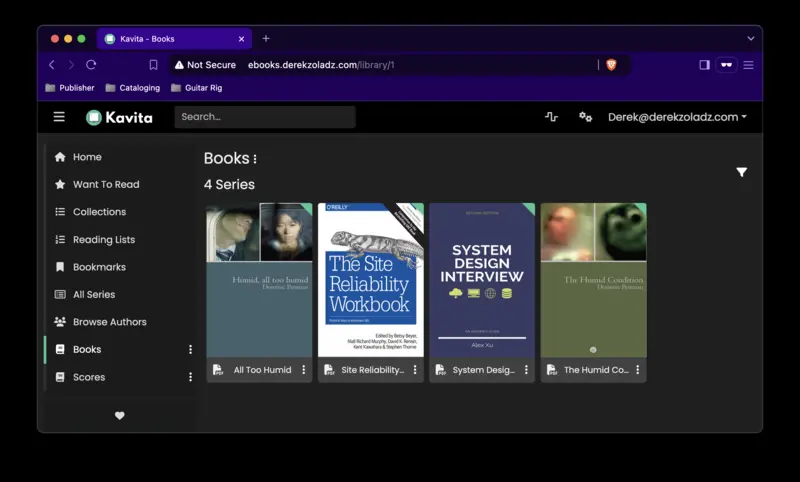 Kavita - Books
Not Secure
ebooks.derekzoladz.com/library/1
Publisher
Cataloging
Guitar Rig
Kavita
Search...
Derek@derekzoladz.com
Home
Want To Read
Collections
Reading Lists
Bookmarks
All Series
Browse Authors
Books
Scores
Books
4 Series
Humid, all too humid
Dominic Pettman
O'REILLY
The Site
Reliability
Workbook
Edited by Betsy Beyer,
Niall Richard Murphy, David K. Rensin,
Kent Kawahara & Stephen Thorne
SYSTEM
DESIGN
INTERVIEW
Alex Xu
The Humid Condition
Dominic Pettman
PDF
All Too Humid
PDF
Site Reliability...
PDF
System Desig...
PDF
The Humid Co...